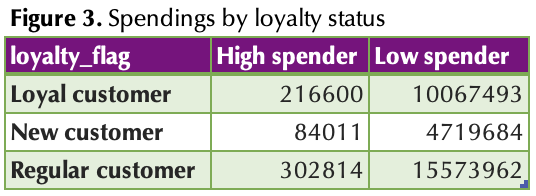 Figure 3. Spendings by loyalty status
loyalty_flag High spender Low spender
Loyal customer 216600 10067493
New customer 84011 4719684
Regular customer 302814 15573962